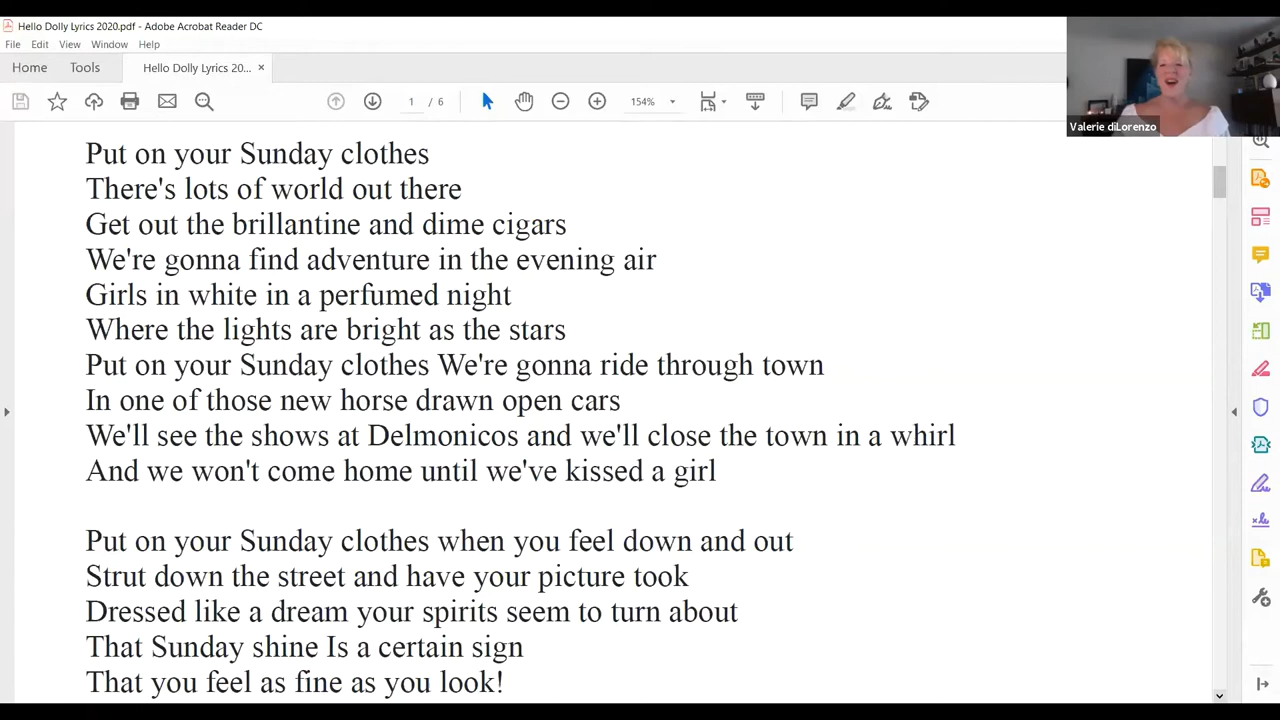 Hello Dolly Lyrics 2020.pdf - Adobe Acrobat Reader DC
File Edit View Window Help
Home Tools Hello Dolly Lyrics 20... ×
1 / 6 154%
Valerie diLorenzo
Put on your Sunday clothes
There's lots of world out there
Get out the brillantine and dime cigars
We're gonna find adventure in the evening air
Girls in white in a perfumed night
Where the lights are bright as the stars
Put on your Sunday clothes We're gonna ride through town
In one of those new horse drawn open cars
We'll see the shows at Delmonicos and we'll close the town in a whirl
And we won't come home until we've kissed a girl
Put on your Sunday clothes when you feel down and out
Strut down the street and have your picture took
Dressed like a dream your spirits seem to turn about
That Sunday shine Is a certain sign
That you feel as fine as you look!